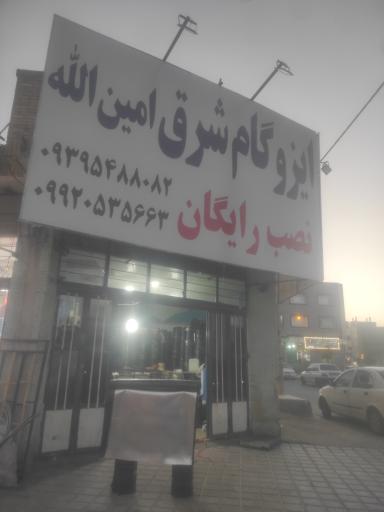 ایزوگام شرق امین الله
۰۹۳۹۵۴۸۸۰۸۲
۰۹۹۲۰۵۳۵۶۶۳
نصب رایگان